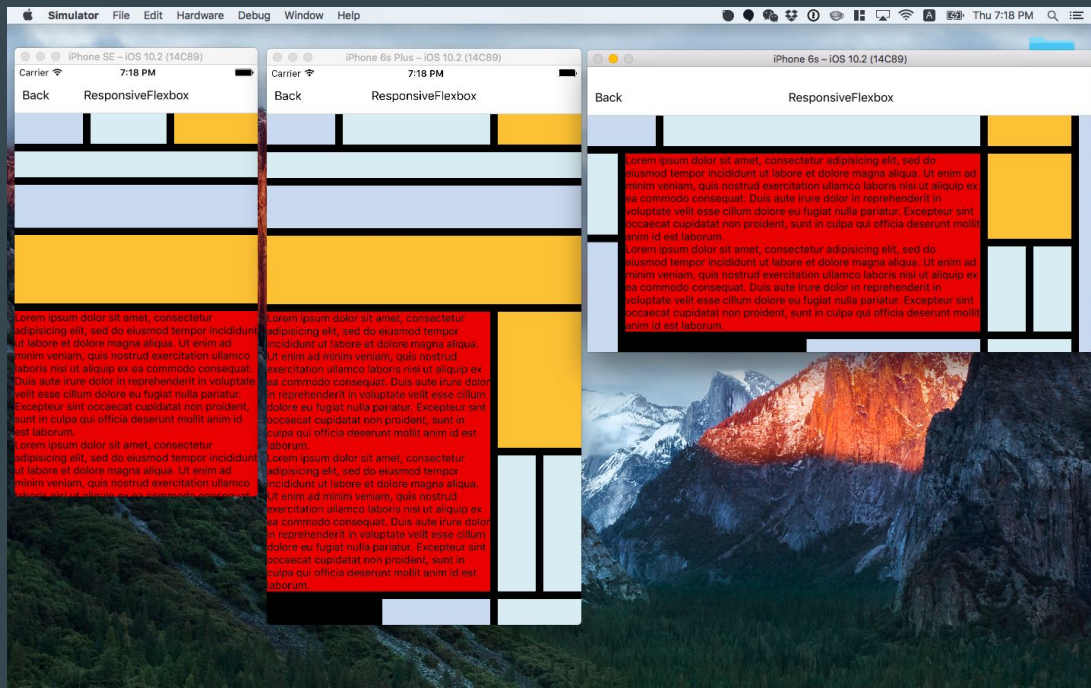 Simulator File Edit Hardware Debug Window Help
Thu 7:18 PM
iPhone SE – iOS 10.2 (14C89)
Carrier
7:18 PM
Back
ResponsiveFlexbox
Lorem ipsum dolor sit amet, consectetur
adipisicing elit, sed do eiusmod tempor incididunt
ut labore et dolore magna aliqua. Ut enim ad
minim veniam, quis nostrud exercitation ullamco
laboris nisi ut aliquip ex ea commodo consequat.
Duis aute irure dolor in reprehenderit in voluptate
velit esse cillum dolore eu fugiat nulla pariatur.
Excepteur sint occaecat cupidatat non proident,
sunt in culpa qui officia deserunt mollit anim id
est laborum.
Lorem ipsum dolor sit amet, consectetur
adipisicing elit, sed do eiusmod tempor incididunt
ut labore et dolore magna aliqua. Ut enim ad
minim veniam, quis nostrud exercitation ullamco
laboris nisi ut aliquip ex ea commodo consequat.
iPhone 6s Plus – iOS 10.2 (14C89)
Carrier
7:18 PM
Back
ResponsiveFlexbox
Lorem ipsum dolor sit amet, consectetur
adipisicing elit, sed do eiusmod tempor
incididunt ut labore et dolore magna aliqua.
Ut enim ad minim veniam, quis nostrud
exercitation ullamco laboris nisi ut aliquip ex
ea commodo consequat. Duis aute irure dolor
in reprehenderit in voluptate velit esse cillum
dolore eu fugiat nulla pariatur. Excepteur sint
occaecat cupidatat non proident, sunt in
culpa qui officia deserunt mollit anim id est
laborum.
Lorem ipsum dolor sit amet, consectetur
adipisicing elit, sed do eiusmod tempor
incididunt ut labore et dolore magna aliqua.
Ut enim ad minim veniam, quis nostrud
exercitation ullamco laboris nisi ut aliquip ex
ea commodo consequat. Duis aute irure dolor
in reprehenderit in voluptate velit esse cillum
dolore eu fugiat nulla pariatur. Excepteur sint
occaecat cupidatat non proident, sunt in
culpa qui officia deserunt mollit anim id est
laborum.
iPhone 6s – iOS 10.2 (14C89)
Back
ResponsiveFlexbox
Lorem ipsum dolor sit amet, consectetur adipisicing elit, sed do
eiusmod tempor incididunt ut labore et dolore magna aliqua. Ut enim ad
minim veniam, quis nostrud exercitation ullamco laboris nisi ut aliquip ex
ea commodo consequat. Duis aute irure dolor in reprehenderit in
voluptate velit esse cillum dolore eu fugiat nulla pariatur. Excepteur sint
occaecat cupidatat non proident, sunt in culpa qui officia deserunt mollit
anim id est laborum.
Lorem ipsum dolor sit amet, consectetur adipisicing elit, sed do
eiusmod tempor incididunt ut labore et dolore magna aliqua. Ut enim ad
minim veniam, quis nostrud exercitation ullamco laboris nisi ut aliquip ex
ea commodo consequat. Duis aute irure dolor in reprehenderit in
voluptate velit esse cillum dolore eu fugiat nulla pariatur. Excepteur sint
occaecat cupidatat non proident, sunt in culpa qui officia deserunt mollit
anim id est laborum.